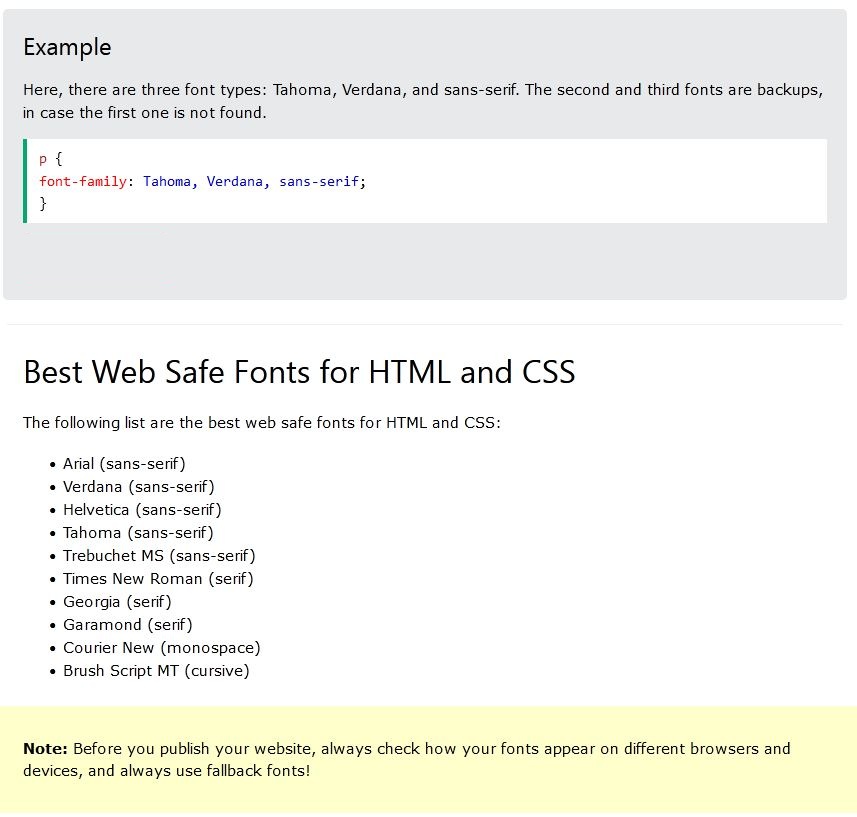 Example
Here, there are three font types: Tahoma, Verdana, and sans-serif. The second and third fonts are backups,
in case the first one is not found.
p {
font-family: Tahoma, Verdana, sans-serif;
}
Best Web Safe Fonts for HTML and CSS
The following list are the best web safe fonts for HTML and CSS:
• Arial (sans-serif)
• Verdana (sans-serif)
• Helvetica (sans-serif)
• Tahoma (sans-serif)
• Trebuchet MS (sans-serif)
• Times New Roman (serif)
• Georgia (serif)
• Garamond (serif)
• Courier New (monospace)
• Brush Script MT (cursive)
Note: Before you publish your website, always check how your fonts appear on different browsers and
devices, and always use fallback fonts!